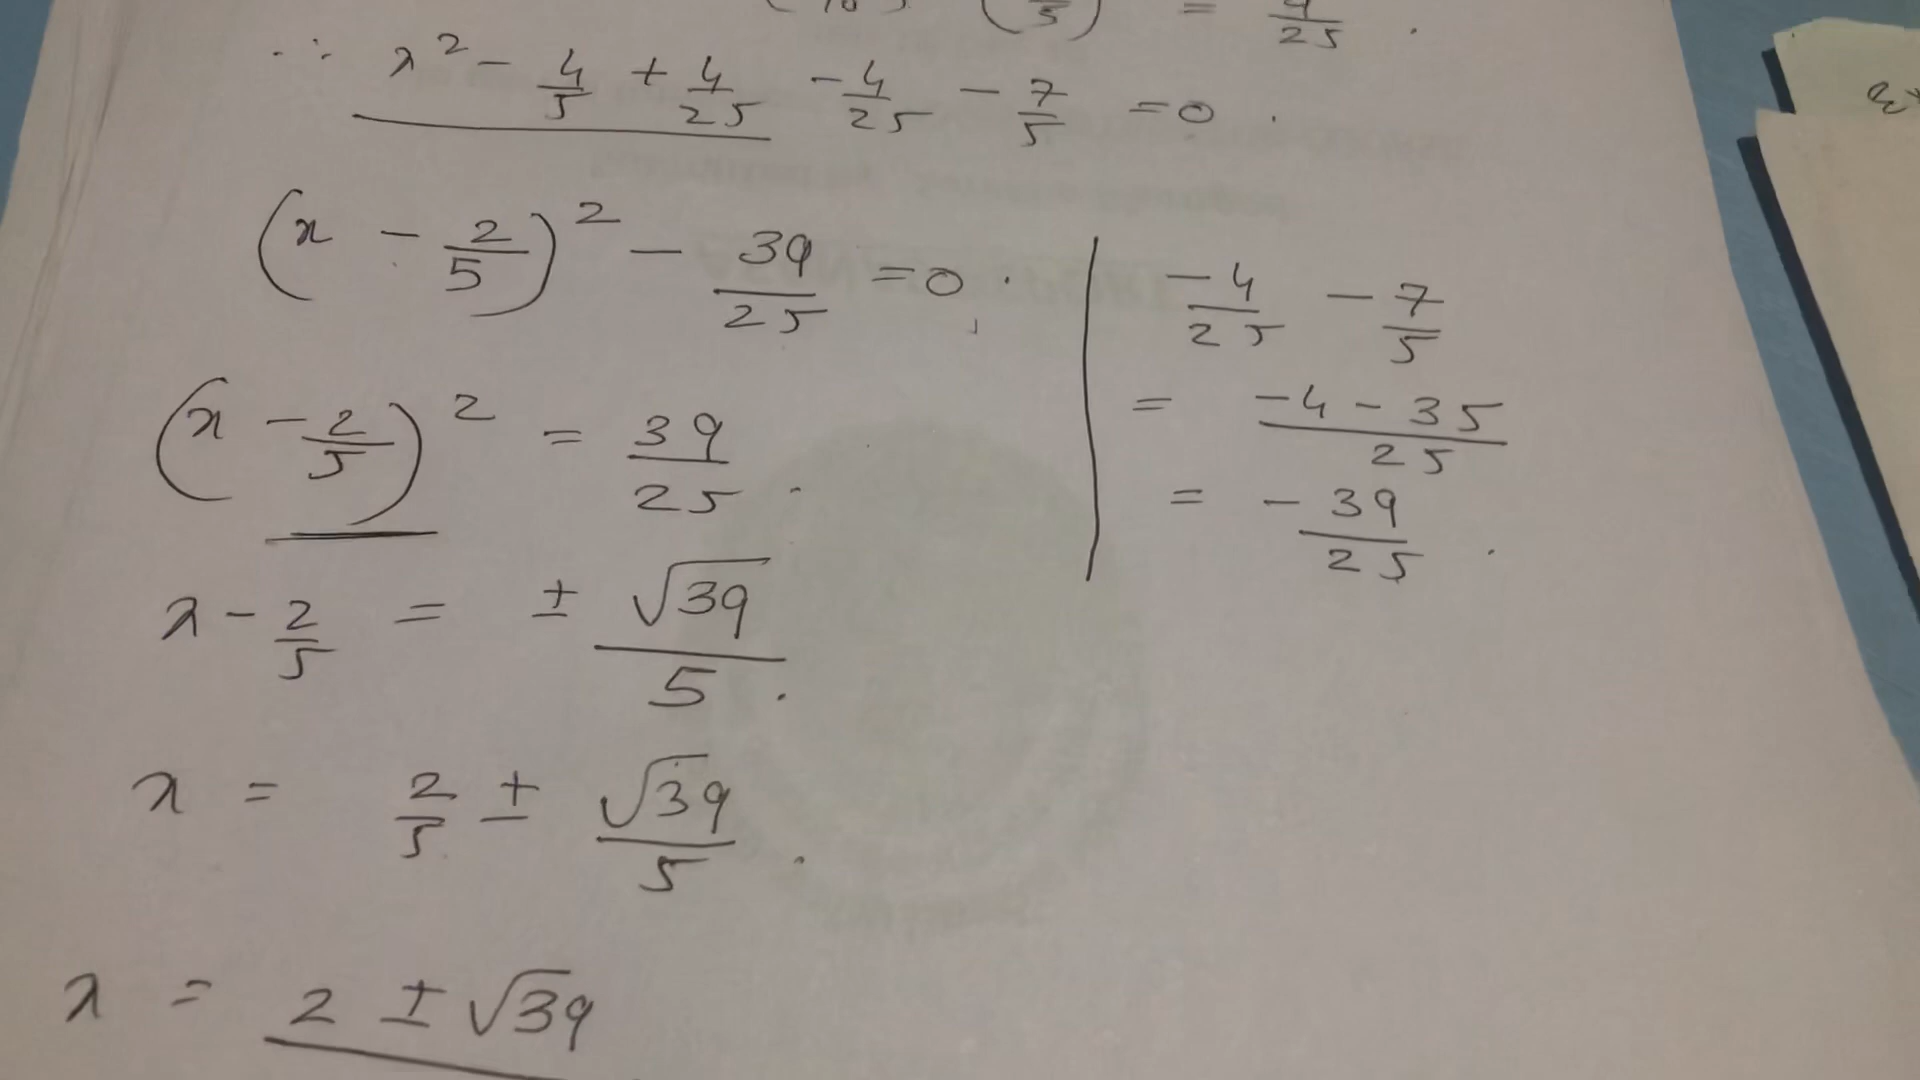 = 4/25 .
∴ x² - 4/5 + 4/25 - 4/25 - 7/5 = 0 .
(x - 2/5)² - 39/25 = 0 .
(x - 2/5)² = 39/25 .
x - 2/5 = ± √39/5 .
x = 2/5 ± √39/5 .
x = 2 ± √39
-4/25 - 7/5
= (-4 - 35)/25
= - 39/25 .